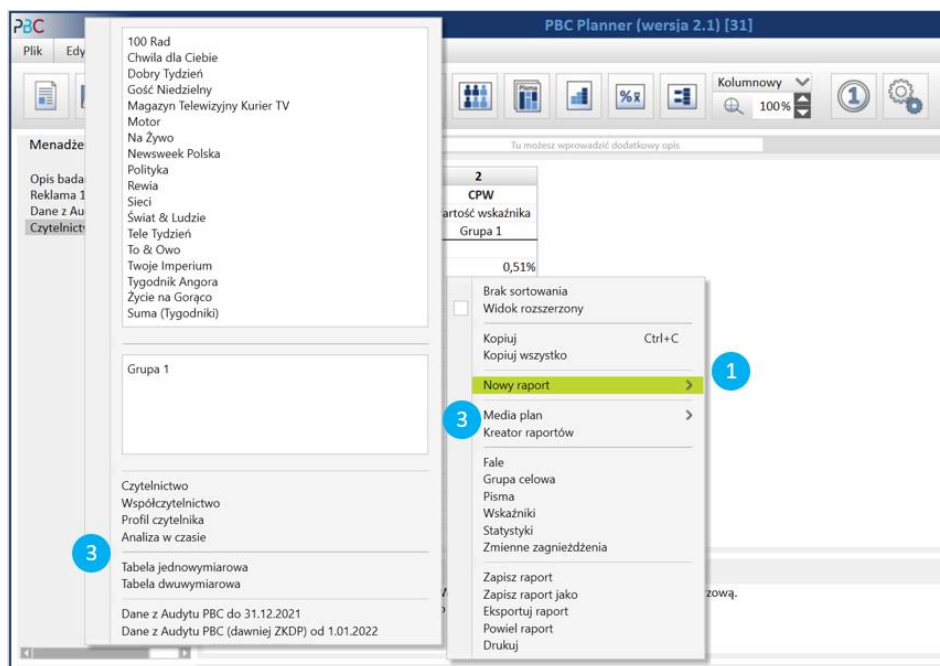 PBC
PBC Planner (wersja 2.1) [31]
Plik Edy
Pisma
% x̄
Kolumnowy
100%
1
Menadże
Tu możesz wprowadzić dodatkowy opis
Opis bada
Reklama 1
Dane z Au
Czytelnict
2
CPW
artość wskaźnika
Grupa 1
0,51%
100 Rad
Chwila dla Ciebie
Dobry Tydzień
Gość Niedzielny
Magazyn Telewizyjny Kurier TV
Motor
Na Żywo
Newsweek Polska
Polityka
Rewia
Sieci
Świat & Ludzie
Tele Tydzień
To & Owo
Twoje Imperium
Tygodnik Angora
Życie na Gorąco
Suma (Tygodniki)
Grupa 1
Czytelnictwo
Współczytelnictwo
Profil czytelnika
Analiza w czasie
3
Tabela jednowymiarowa
Tabela dwuwymiarowa
Dane z Audytu PBC do 31.12.2021
Dane z Audytu PBC (dawniej ZKDP) od 1.01.2022
Brak sortowania
Widok rozszerzony
Kopiuj Ctrl+C
Kopiuj wszystko
Nowy raport
1
Media plan
3
Kreator raportów
Fale
Grupa celowa
Pisma
Wskaźniki
Statystyki
Zmienne zagnieżdżenia
Zapisz raport
Zapisz raport jako
Eksportuj raport
Powiel raport
Drukuj
zową.